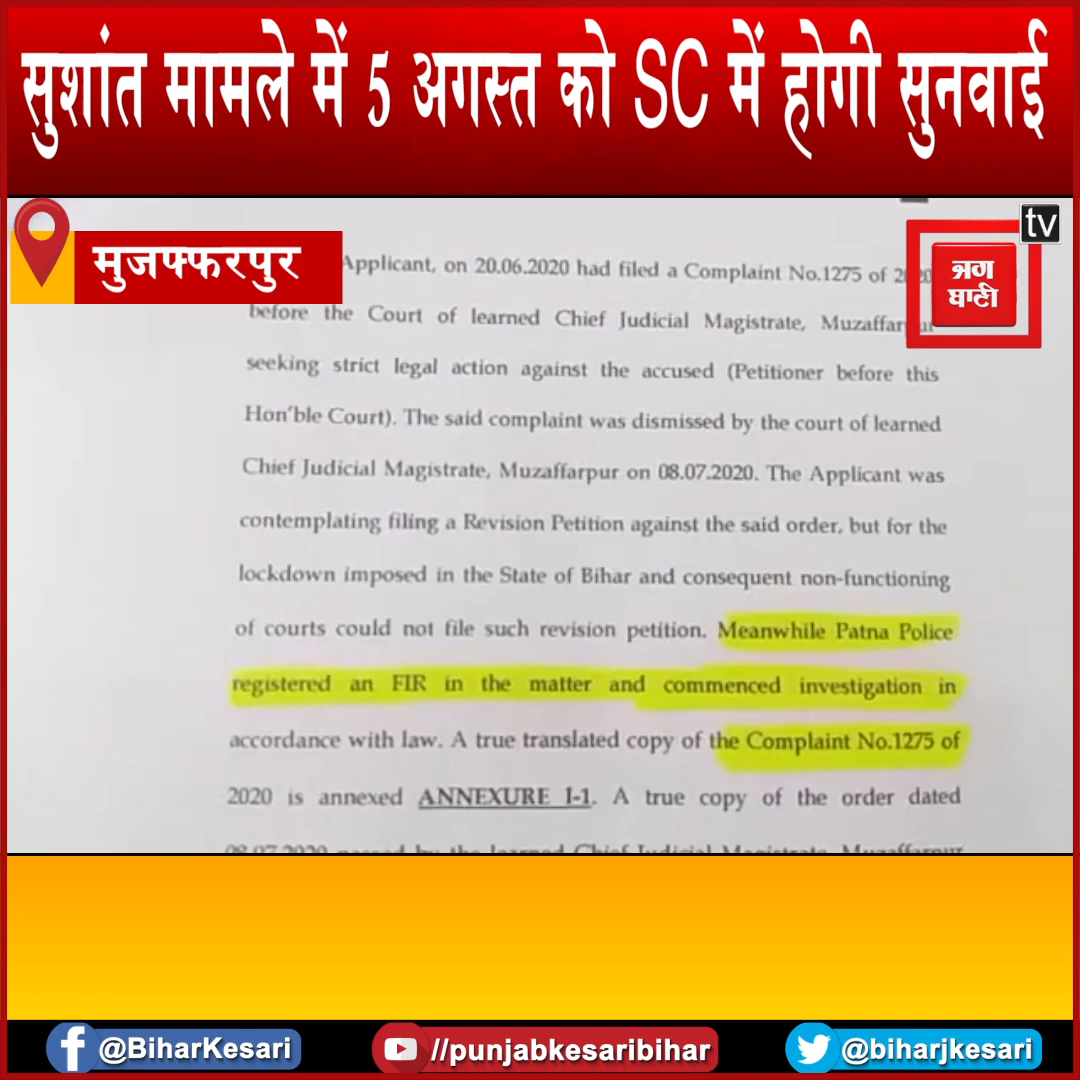 सुशांत मामले में 5 अगस्त को SC में होगी सुनवाई
tv
जग
बाणी
मुजफ्फरपुर
Applicant, on 20.06.2020 had filed a Complaint No.1275 of
before the Court of learned Chief Judicial Magistrate,
seeking strict legal action against the accused (Petitioner before this
Hon'ble Court). The said complaint was dismissed by the court of learned
Chief Judicial Magistrate, Muzaffarpur on 08.07.2020. The Applicant was
contemplating filing a Revision Petition against the said order, but for the
lockdown imposed in the State of Bihar and consequent non-functioning
of courts could not file such revision petition. Meanwhile Patna Police
registered an FIR in the matter and commenced investigation in
accordance with law. A true translated copy of the Complaint No.1275 of
2020 is annexed ANNEXURE I-1. A true copy of the order dated
@BiharKesari
//punjabkesaribihar
@biharjkesari